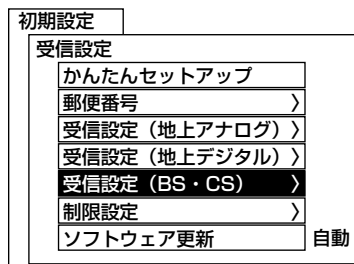 初期設定
受信設定
かんたんセットアップ
郵便番号 〉
受信設定（地上アナログ）〉
受信設定（地上デジタル）〉
受信設定（BS・CS） 〉
制限設定 〉
ソフトウェア更新 自動